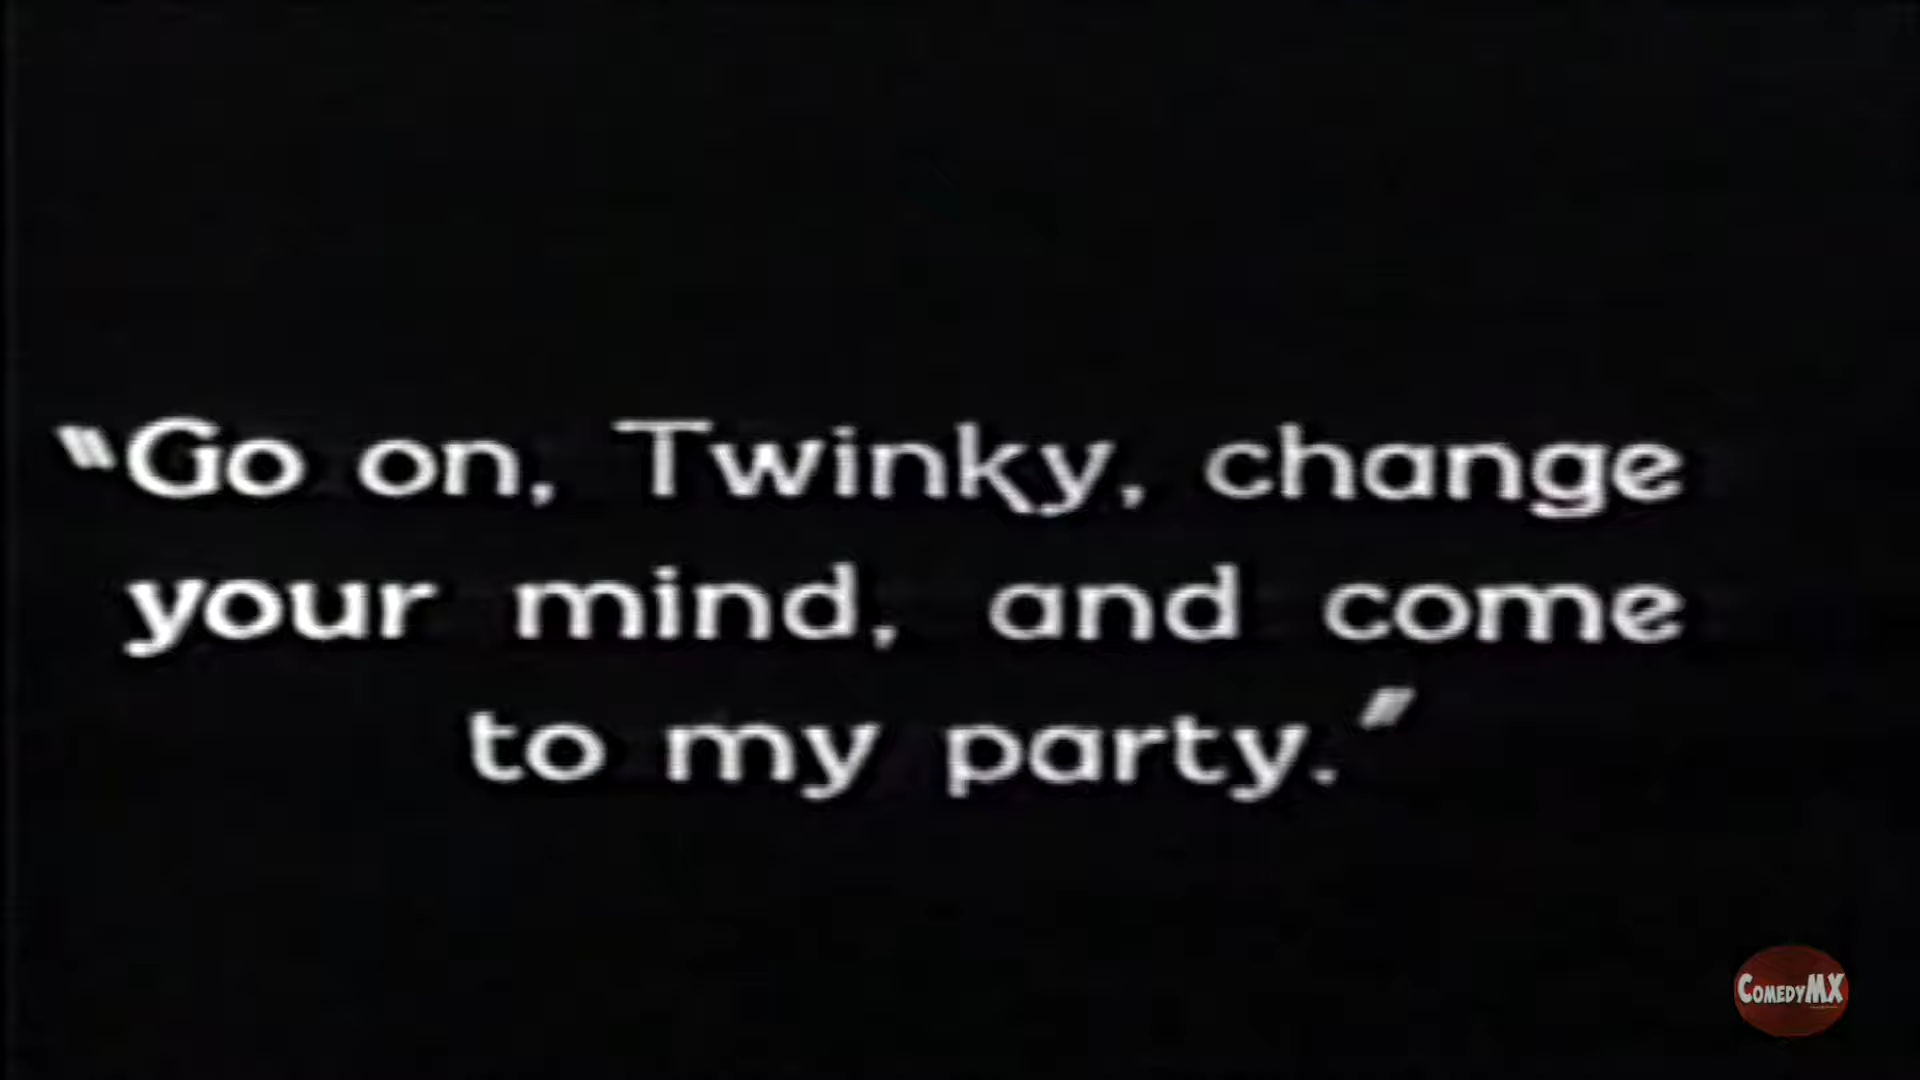 "Go on, Twinky, change
your mind, and come
to my party."
ComedyMX